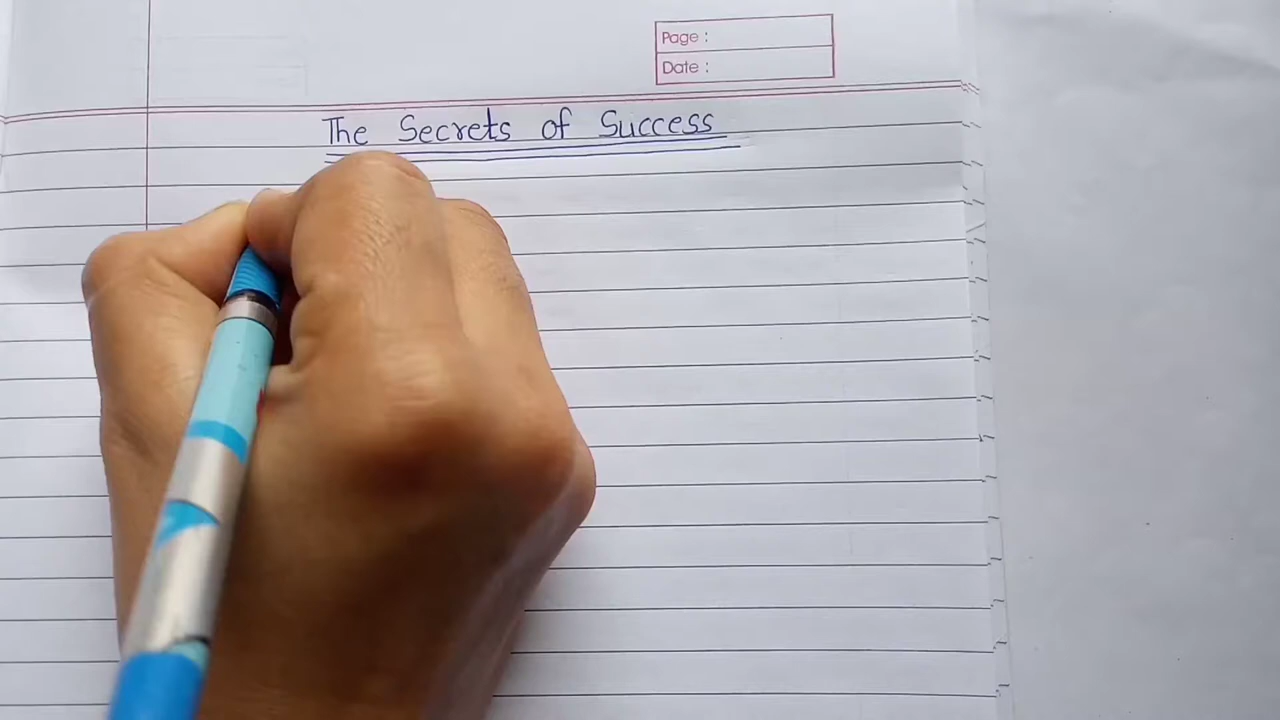 Page :
Date :
The Secrets of Success